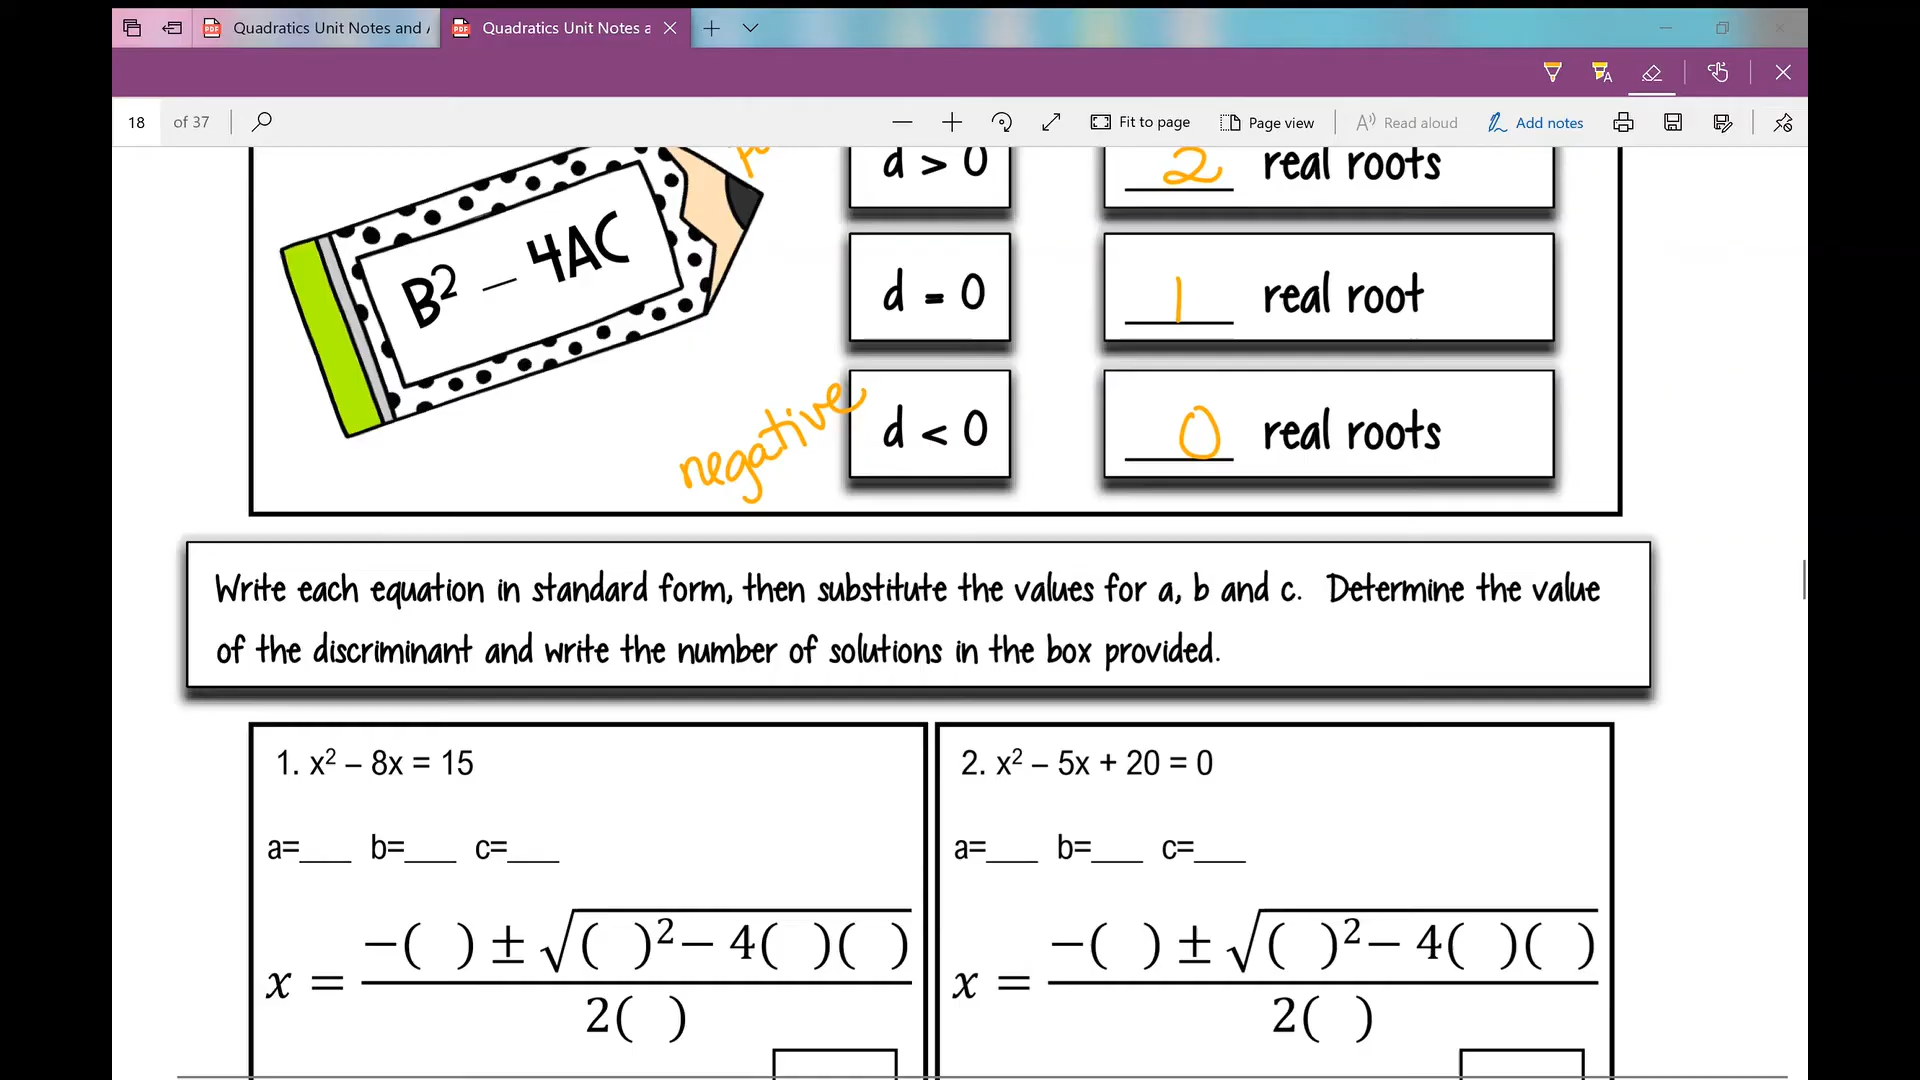 Quadratics Unit Notes and A
Quadratics Unit Notes a
18 of 37
Fit to page
Page view
Read aloud
Add notes
d > 0
2 real roots
B² – 4AC
d = 0
1 real root
negative
d < 0
0 real roots
Write each equation in standard form, then substitute the values for a, b and c. Determine the value
of the discriminant and write the number of solutions in the box provided.
1. x² – 8x = 15
a=___ b=___ c=___
x = −( ) ± √( )² − 4( )( )
2( )
2. x² – 5x + 20 = 0
a=___ b=___ c=___
x = −( ) ± √( )² − 4( )( )
2( )